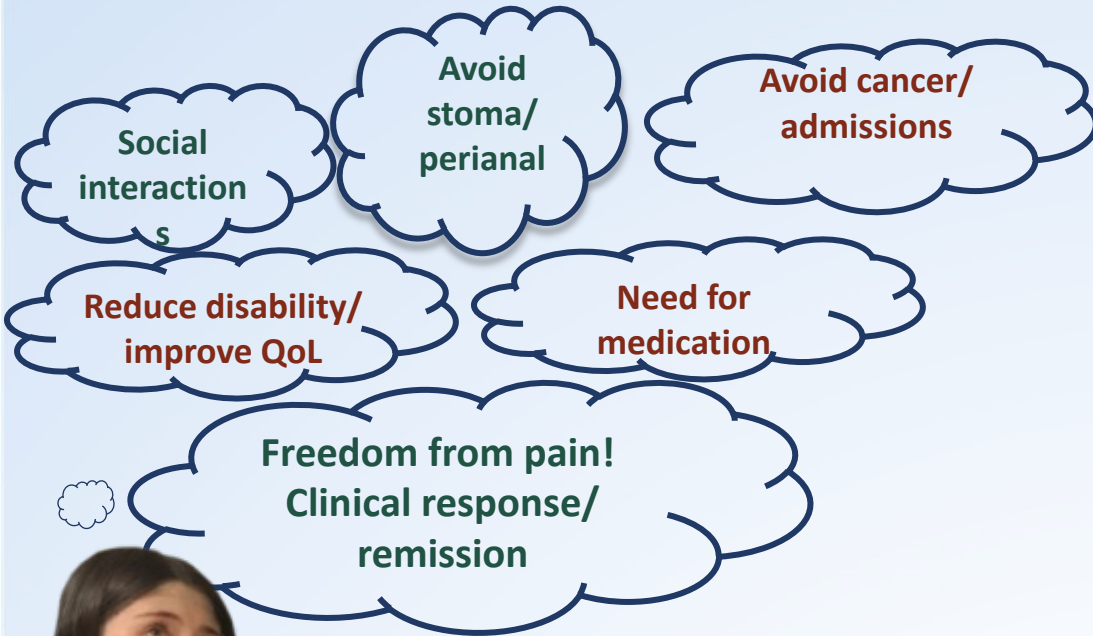 Social
interaction
s
Avoid
stoma/
perianal
Avoid cancer/
admissions
Reduce disability/
improve QoL
Need for
medication
Freedom from pain!
Clinical response/
remission